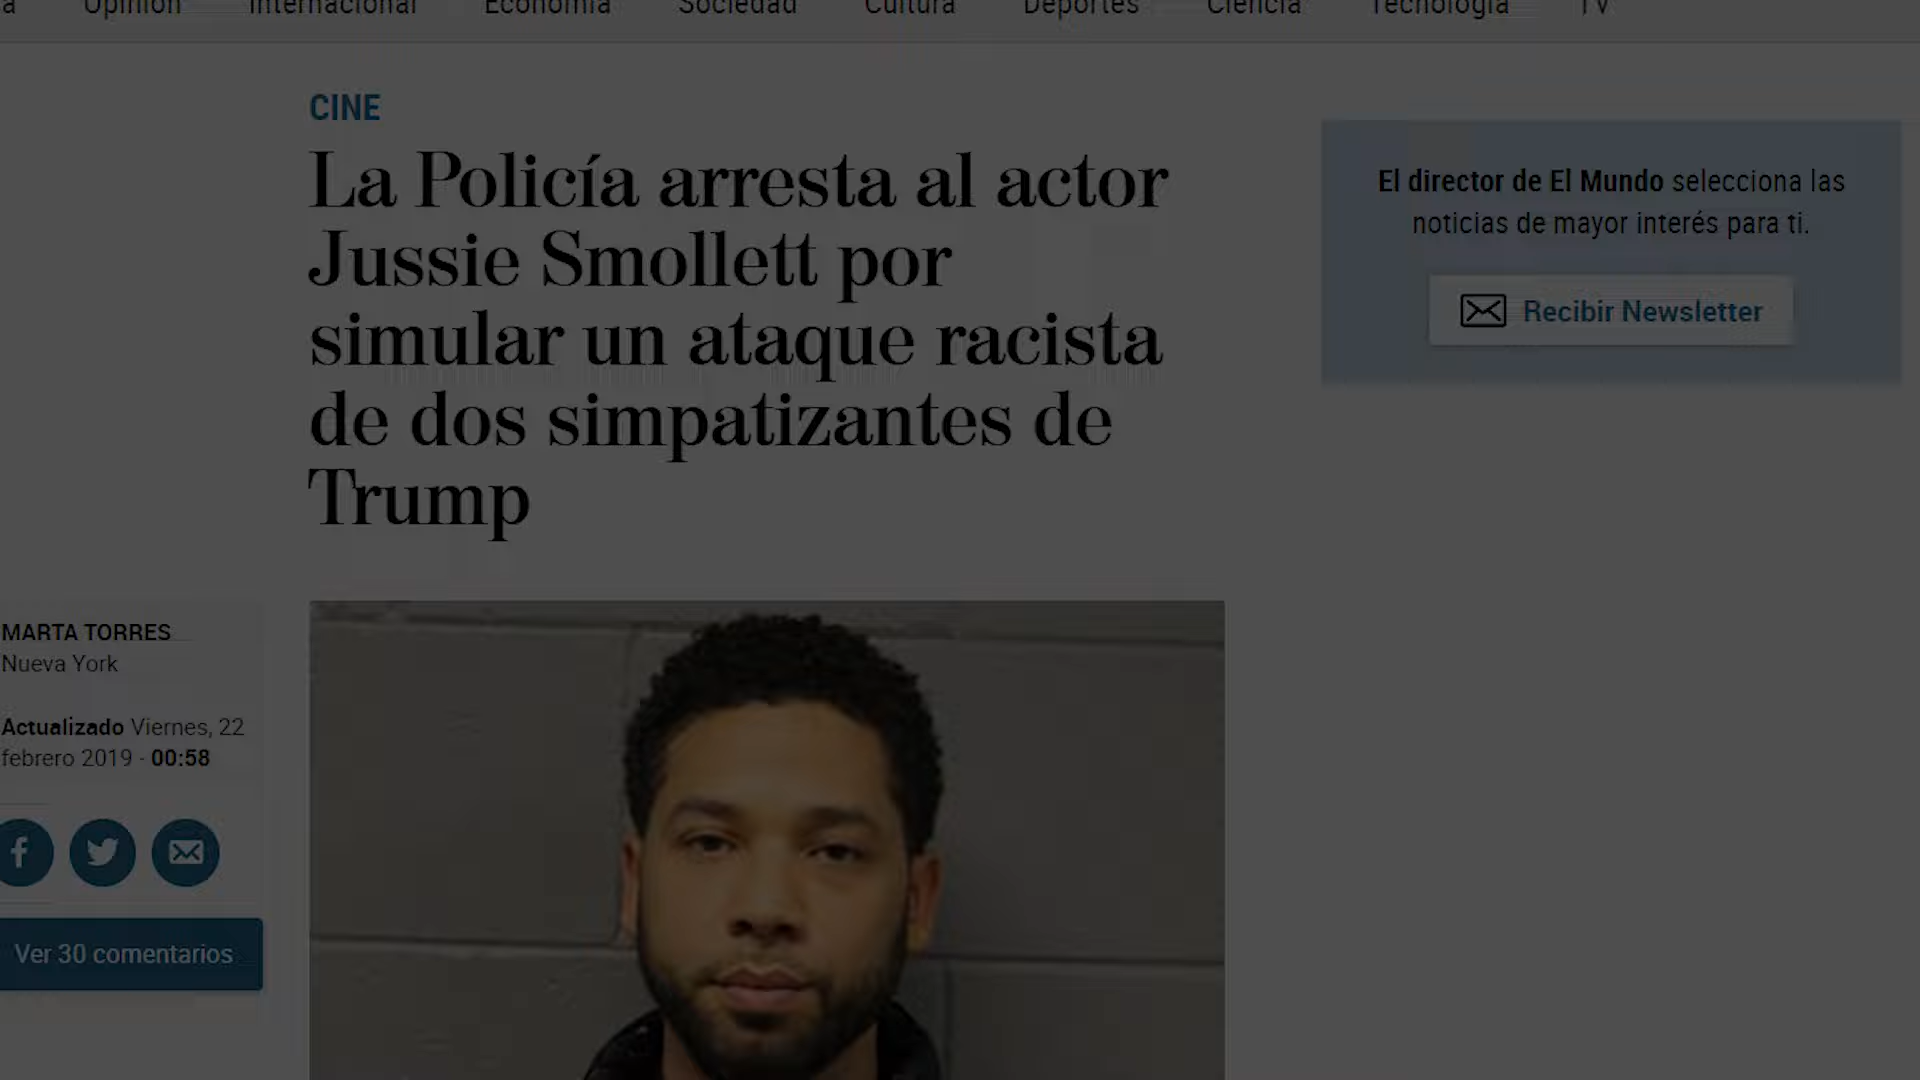 Opinión Internacional Economía Sociedad Cultura Deportes Ciencia Tecnología TV
CINE
La Policía arresta al actor
Jussie Smollett por
simular un ataque racista
de dos simpatizantes de
Trump
El director de El Mundo selecciona las
noticias de mayor interés para ti.
Recibir Newsletter
MARTA TORRES
Nueva York
Actualizado Viernes, 22
febrero 2019 - 00:58
Ver 30 comentarios